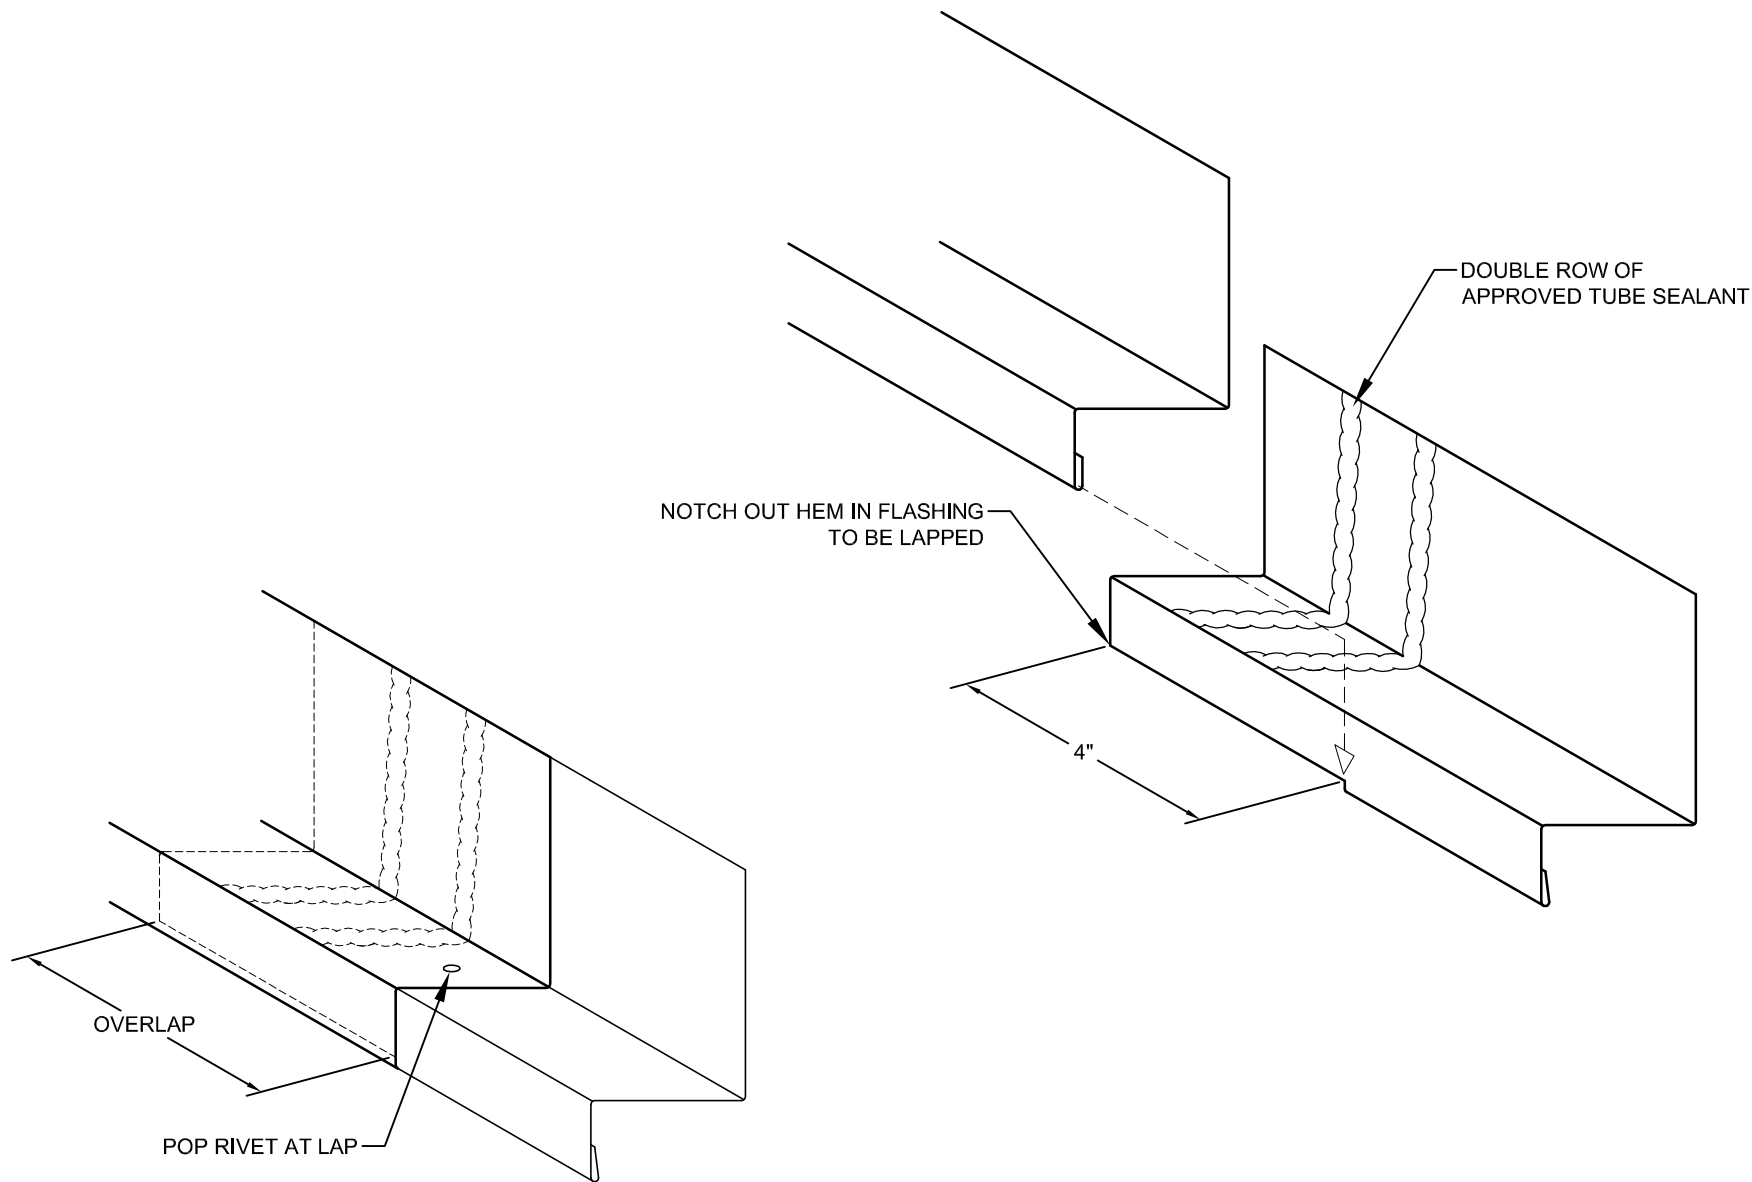 DOUBLE ROW OF
APPROVED TUBE SEALANT
NOTCH OUT HEM IN FLASHING
TO BE LAPPED
4"
OVERLAP
POP RIVET AT LAP